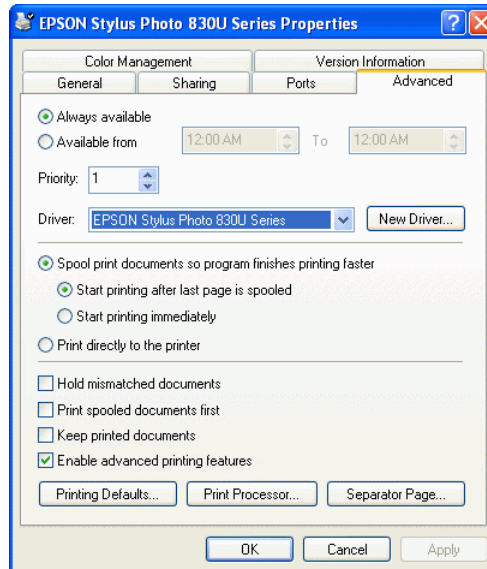 EPSON Stylus Photo 830U Series Properties
Color Management Version Information
General Sharing Ports Advanced
Always available
Available from 12:00 AM To 12:00 AM
Priority: 1
Driver: EPSON Stylus Photo 830U Series New Driver...
Spool print documents so program finishes printing faster
Start printing after last page is spooled
Start printing immediately
Print directly to the printer
Hold mismatched documents
Print spooled documents first
Keep printed documents
Enable advanced printing features
Printing Defaults... Print Processor... Separator Page...
OK Cancel Apply